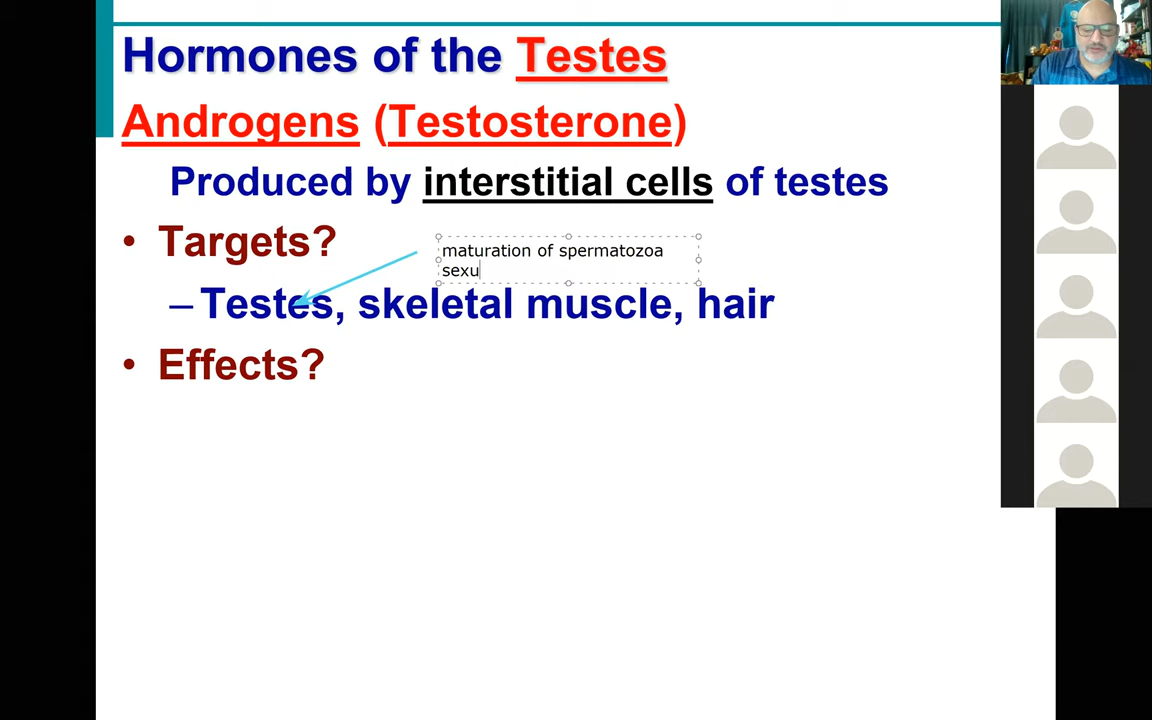 Hormones of the Testes
Androgens (Testosterone)
Produced by interstitial cells of testes
• Targets?
maturation of spermatozoa
sexu
– Testes, skeletal muscle, hair
• Effects?